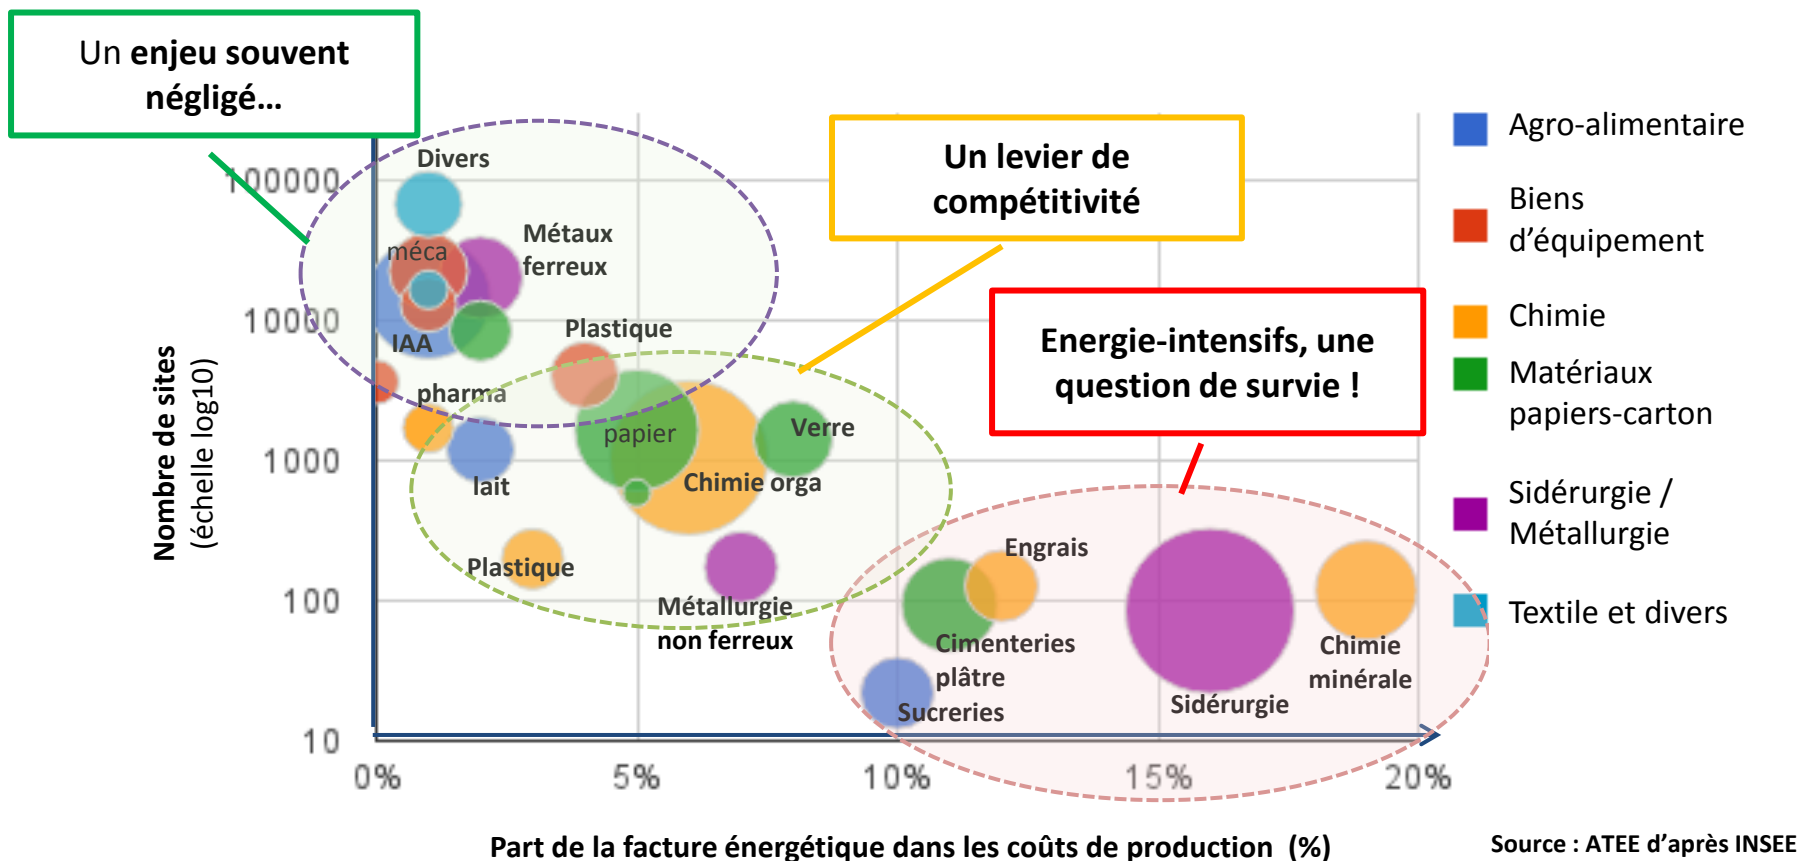 Un enjeu souvent
négligé...
Un levier de
compétitivité
Energie-intensifs, une
question de survie !
Agro-alimentaire
Biens
d'équipement
Chimie
Matériaux
papiers-carton
Sidérurgie /
Métallurgie
Textile et divers
Nombre de sites
(échelle log10)
100000
10000
1000
100
10
Divers
méca
Métaux
ferreux
IAA
Plastique
pharma
lait
papier
Verre
Chimie orga
Plastique
Métallurgie
non ferreux
Engrais
Cimenteries
plâtre
Sucreries
Sidérurgie
Chimie
minérale
0%
5%
10%
15%
20%
Part de la facture énergétique dans les coûts de production (%)
Source : ATEE d'après INSEE